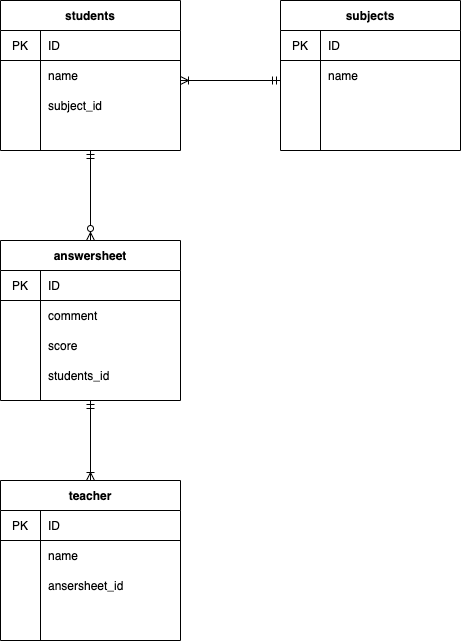 students
PK ID
name
subject_id
subjects
PK ID
name
answersheet
PK ID
comment
score
students_id
teacher
PK ID
name
ansersheet_id